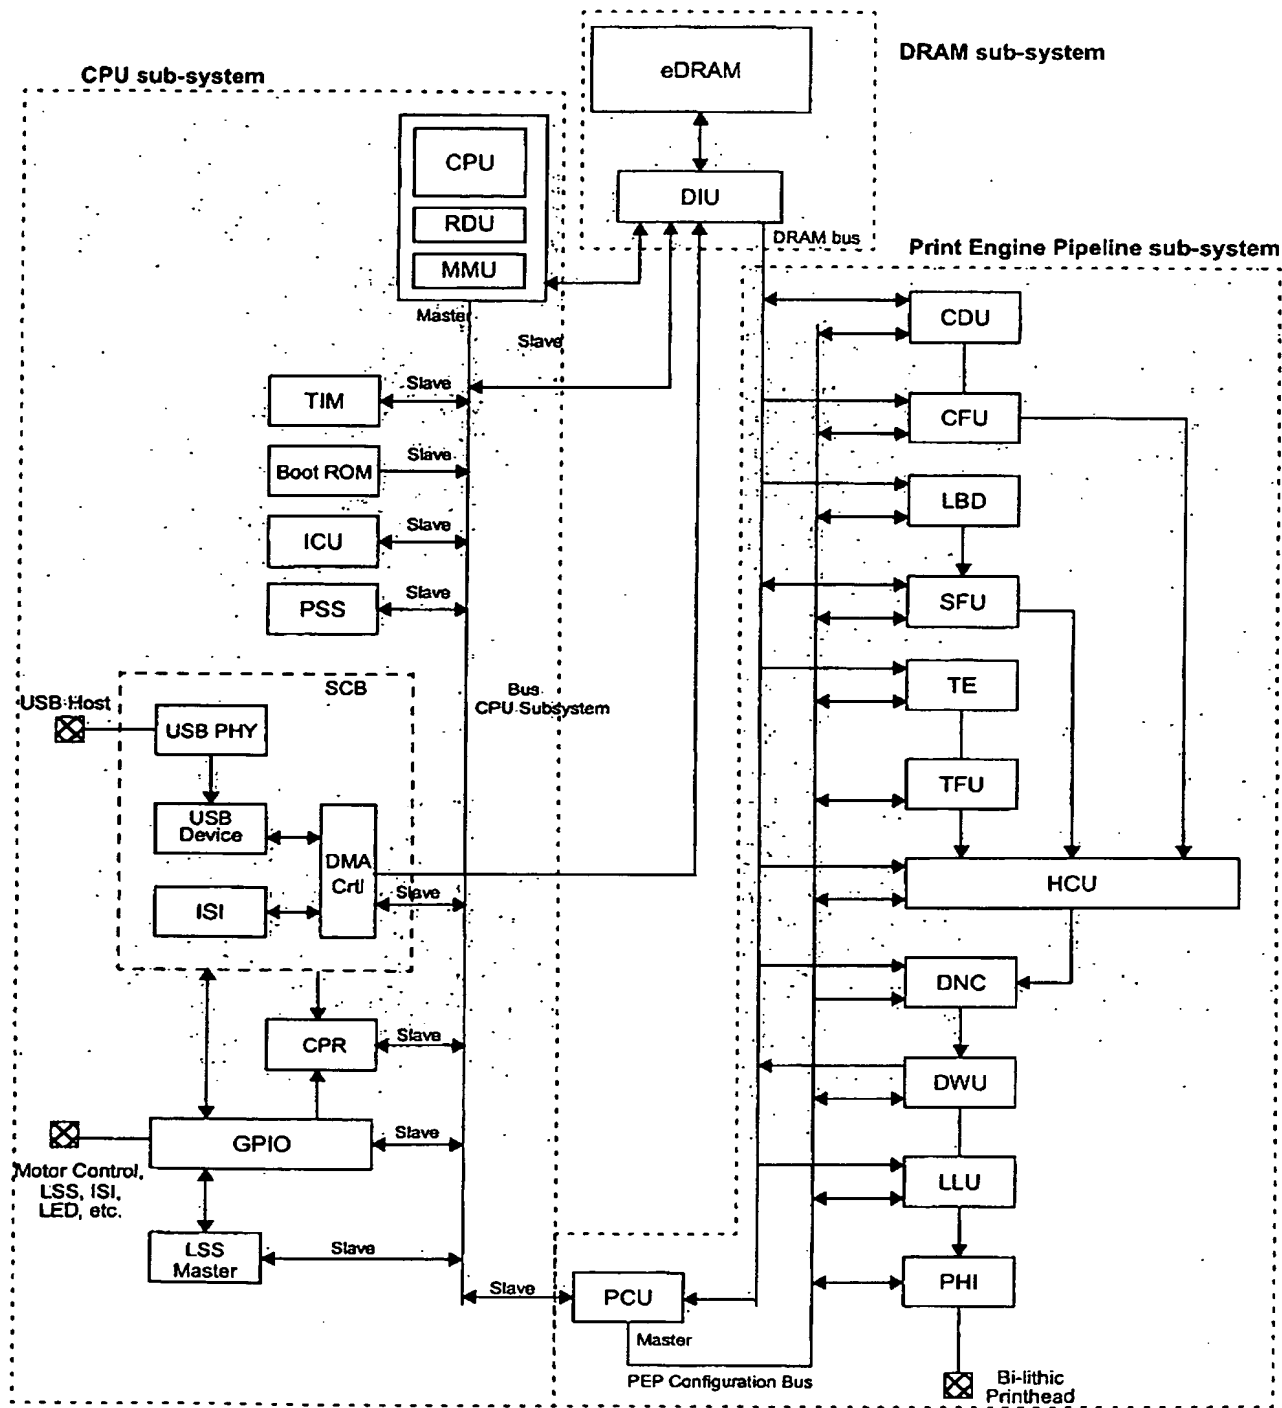 DRAM sub-system
CPU sub-system
eDRAM
CPU
RDU
MMU
DIU
DRAM bus
Print Engine Pipeline sub-system
Master
Slave
CDU
TIM
Slave
CFU
Boot ROM
Slave
LBD
ICU
Slave
PSS
Slave
SFU
SCB
Bus
CPU Subsystem
TE
USB Host
USB PHY
TFU
USB
Device
DMA
Crtl
Slave
HCU
ISI
DNC
CPR
Slave
DWU
GPIO
Slave
Motor Control,
LSS, ISI,
LED, etc.
LLU
LSS
Master
Slave
PHI
Slave
PCU
Master
PEP Configuration Bus
Bi-lithic
Printhead